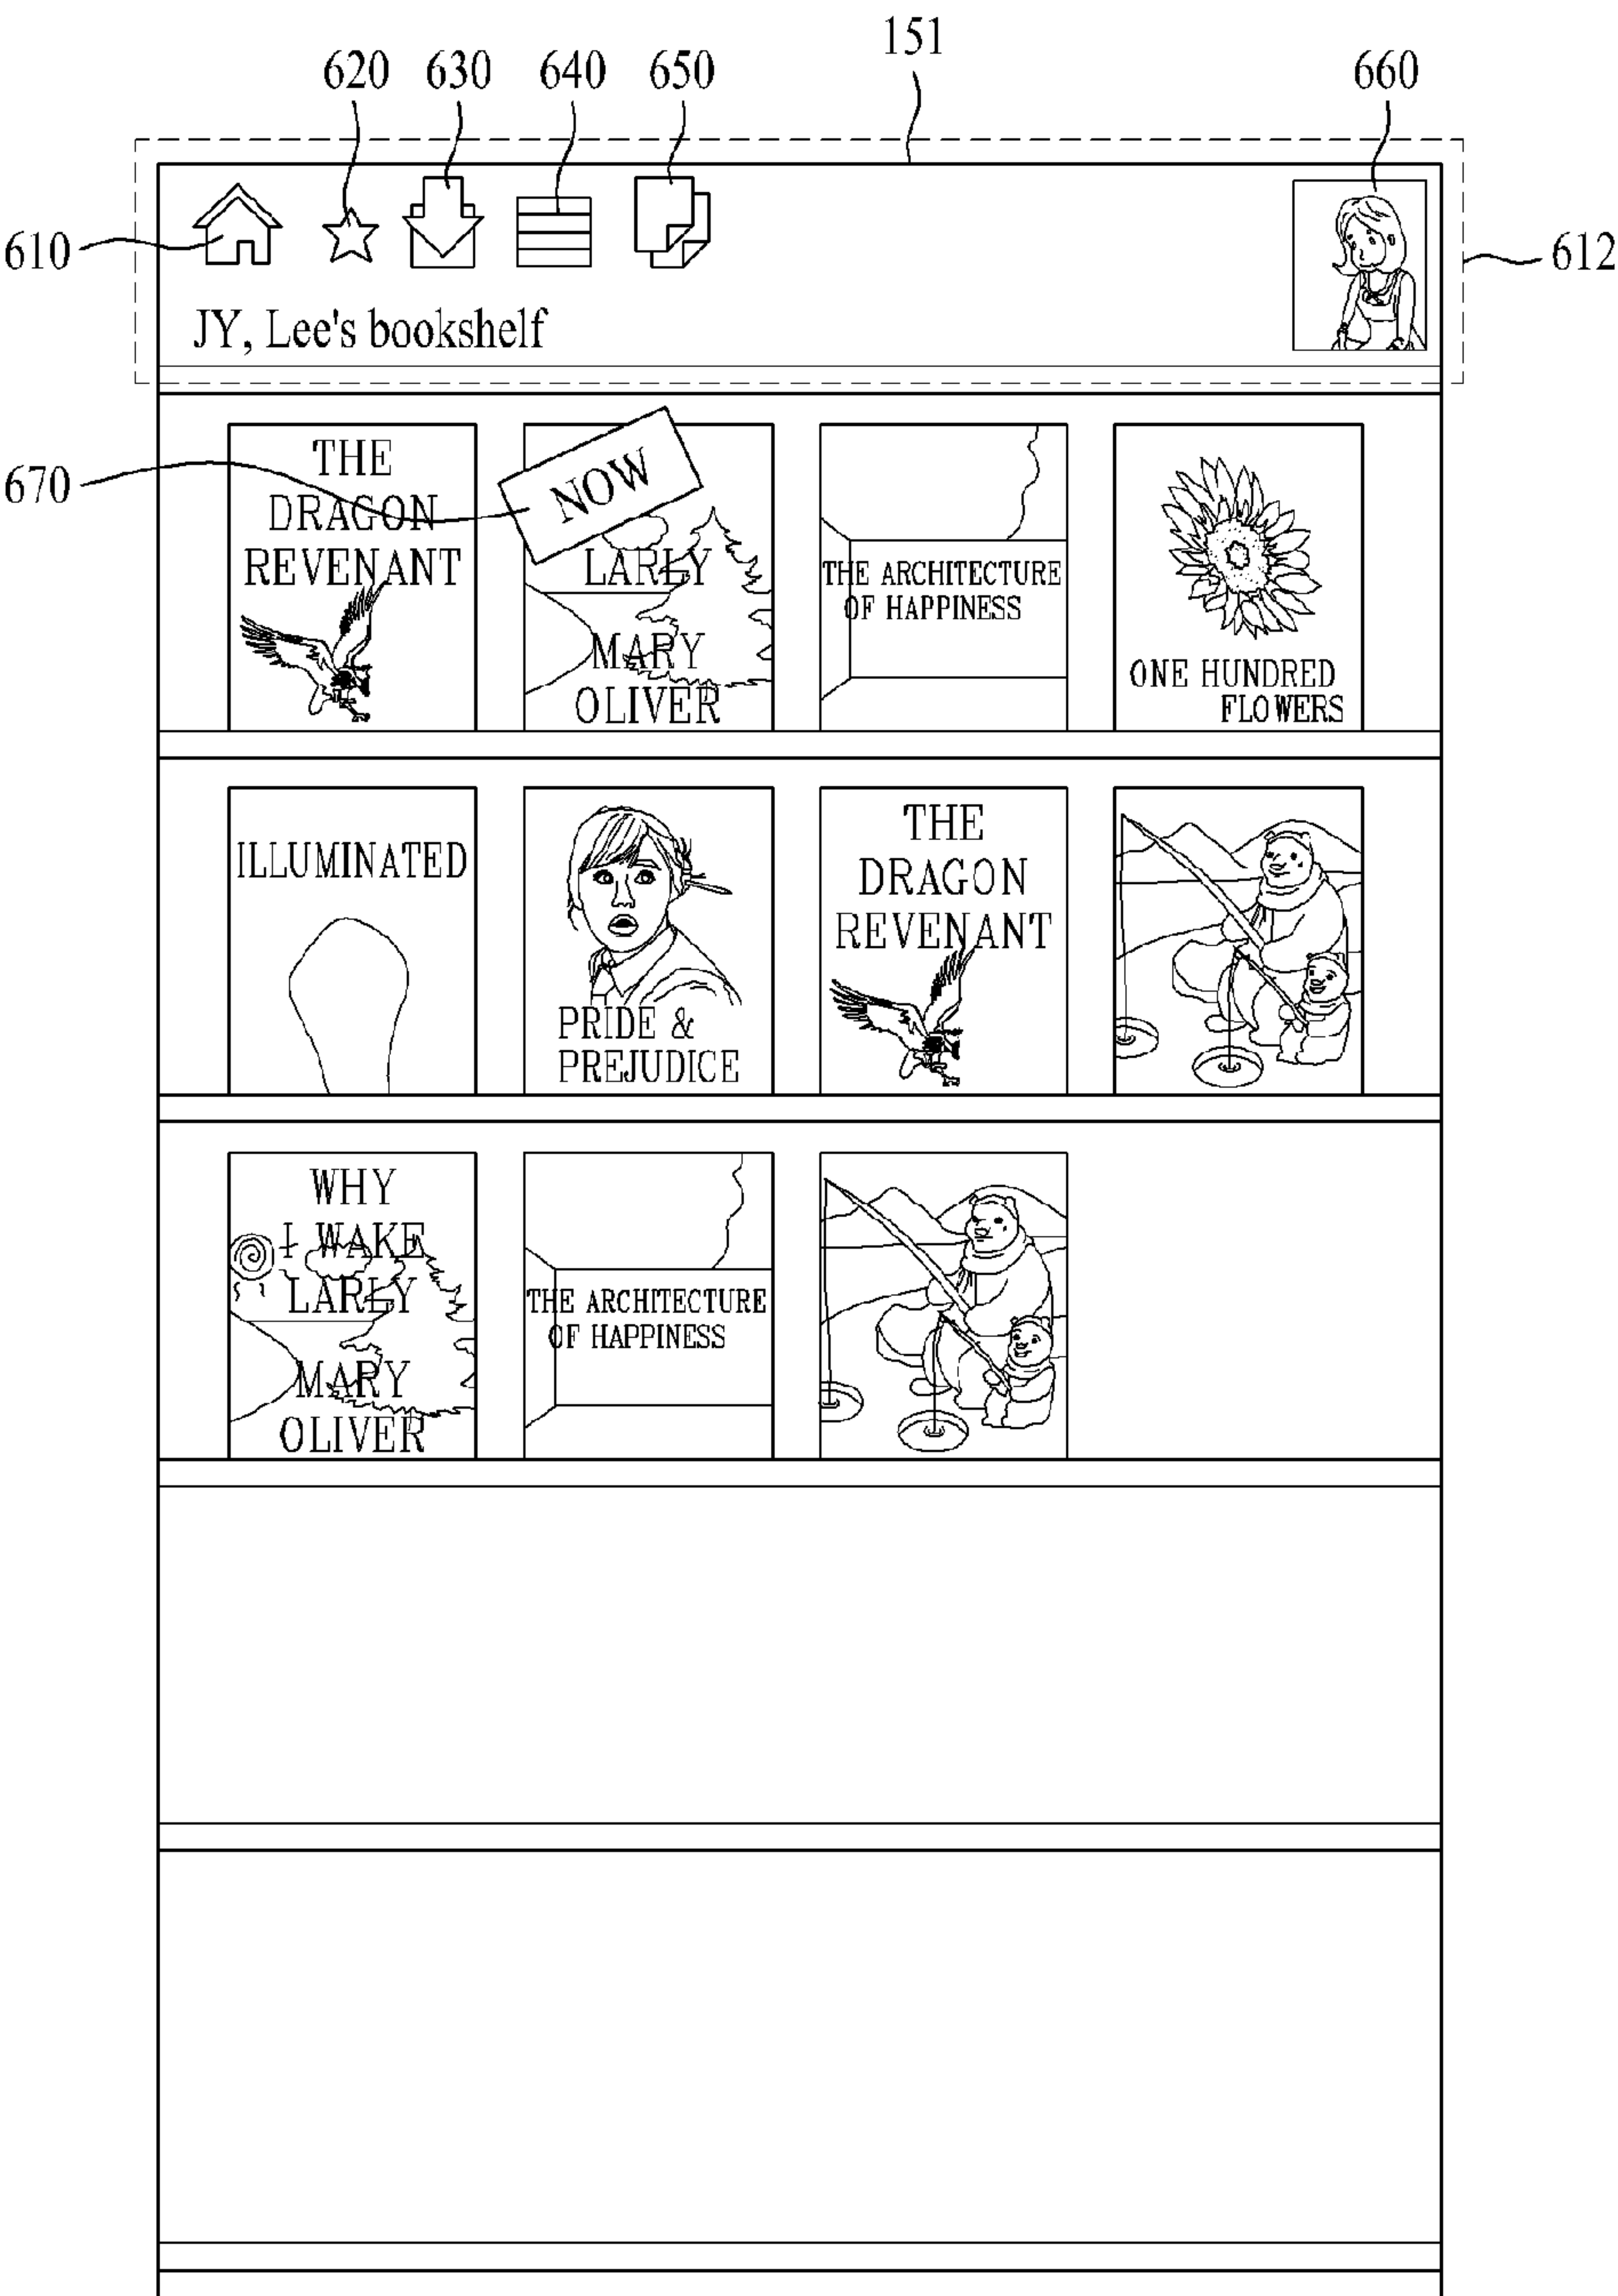 151
620 630 640 650 660
610
612
JY, Lee's bookshelf
670
THE
DRAGON
REVENANT
NOW
LARLY
MARY
OLIVER
THE ARCHITECTURE
OF HAPPINESS
ONE HUNDRED
FLOWERS
ILLUMINATED
PRIDE &
PREJUDICE
THE
DRAGON
REVENANT
WHY
I WAKE
LARLY
MARY
OLIVER
THE ARCHITECTURE
OF HAPPINESS